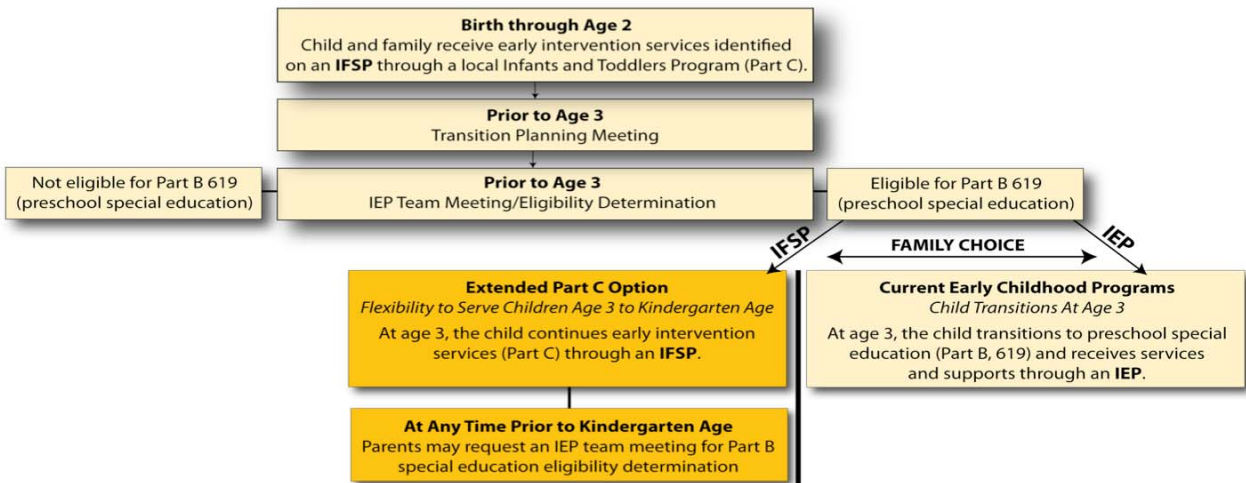 Birth through Age 2
Child and family receive early intervention services identified
on an IFSP through a local Infants and Toddlers Program (Part C).
Prior to Age 3
Transition Planning Meeting
Not eligible for Part B 619
(preschool special education)
Prior to Age 3
IEP Team Meeting/Eligibility Determination
Eligible for Part B 619
(preschool special education)
IFSP
FAMILY CHOICE
IEP
Extended Part C Option
Flexibility to Serve Children Age 3 to Kindergarten Age
At age 3, the child continues early intervention
services (Part C) through an IFSP.
Current Early Childhood Programs
Child Transitions At Age 3
At age 3, the child transitions to preschool special
education (Part B, 619) and receives services
and supports through an IEP.
At Any Time Prior to Kindergarten Age
Parents may request an IEP team meeting for Part B
special education eligibility determination